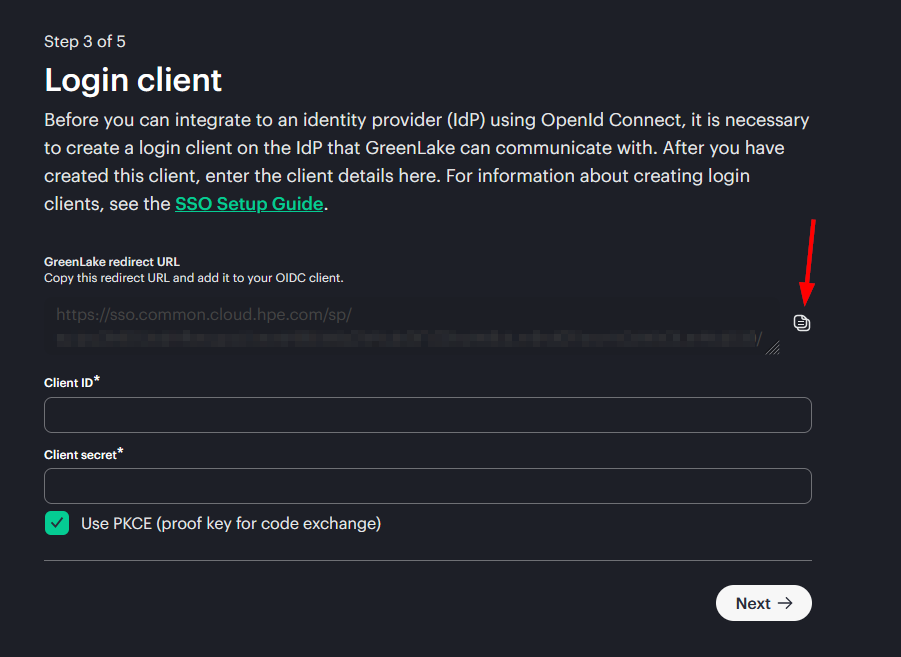 Step 3 of 5
Login client
Before you can integrate to an identity provider (IdP) using OpenId Connect, it is necessary
to create a login client on the IdP that GreenLake can communicate with. After you have
created this client, enter the client details here. For information about creating login
clients, see the SSO Setup Guide.
GreenLake redirect URL
Copy this redirect URL and add it to your OIDC client.
https://sso.common.cloud.hpe.com/sp/
/
Client ID*
Client secret*
Use PKCE (proof key for code exchange)
Next